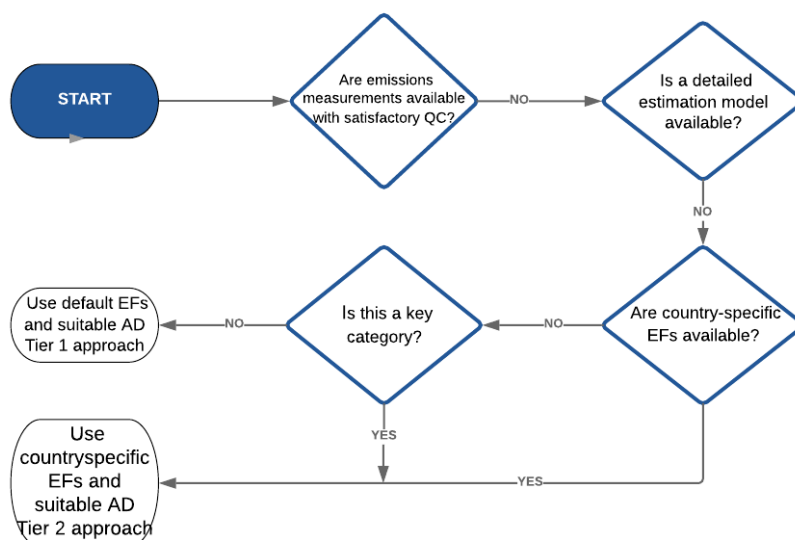 START
Are emissions
measurements available
with satisfactory QC?
NO
Is a detailed
estimation model
available?
NO
Are country-specific
EFs available?
NO
Is this a key
category?
NO
Use default EFs
and suitable AD
Tier 1 approach
YES
YES
Use
countryspecific
EFs and
suitable AD
Tier 2 approach